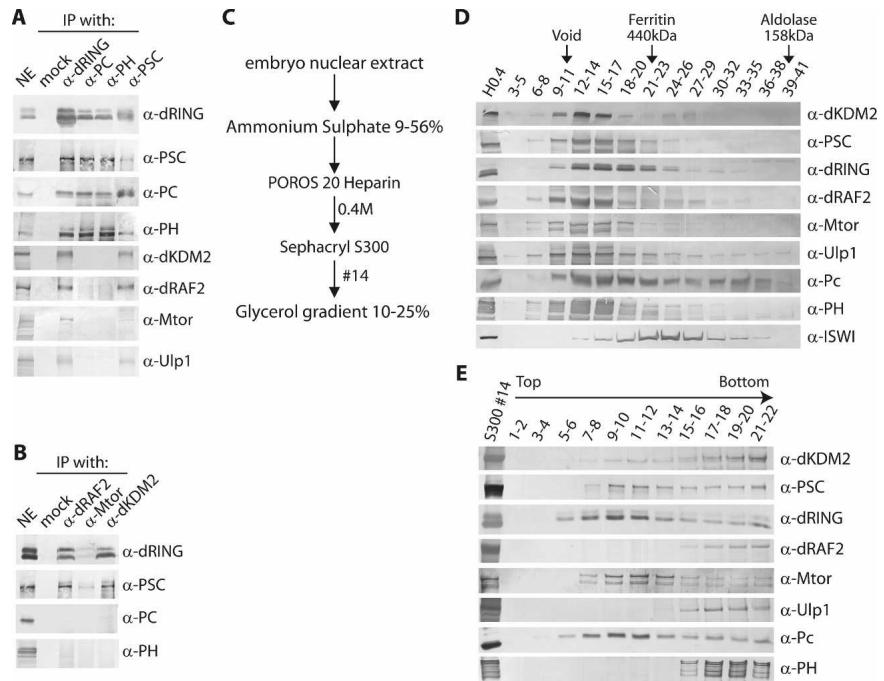 A
IP with:
NE mock α-dRING α-PC α-PH α-PSC
α-dRING
α-PSC
α-PC
α-PH
α-dKDM2
α-dRAF2
α-Mtor
α-Ulp1
B
IP with:
NE mock α-dRAF2 α-Mtor α-dKDM2
α-dRING
α-PSC
α-PC
α-PH
C
embryo nuclear extract
Ammonium Sulphate 9-56%
POROS 20 Heparin
0.4M
Sephacryl S300
#14
Glycerol gradient 10-25%
D
Void
Ferritin
440kDa
Aldolase
158kDa
H0.4 3-5 6-8 9-11 12-14 15-17 18-20 21-23 24-26 27-29 30-32 33-35 36-38 39-41
α-dKDM2
α-PSC
α-dRING
α-dRAF2
α-Mtor
α-Ulp1
α-Pc
α-PH
α-ISWI
E
Top Bottom
S300 #14 1-2 3-4 5-6 7-8 9-10 11-12 13-14 15-16 17-18 19-20 21-22
α-dKDM2
α-PSC
α-dRING
α-dRAF2
α-Mtor
α-Ulp1
α-Pc
α-PH